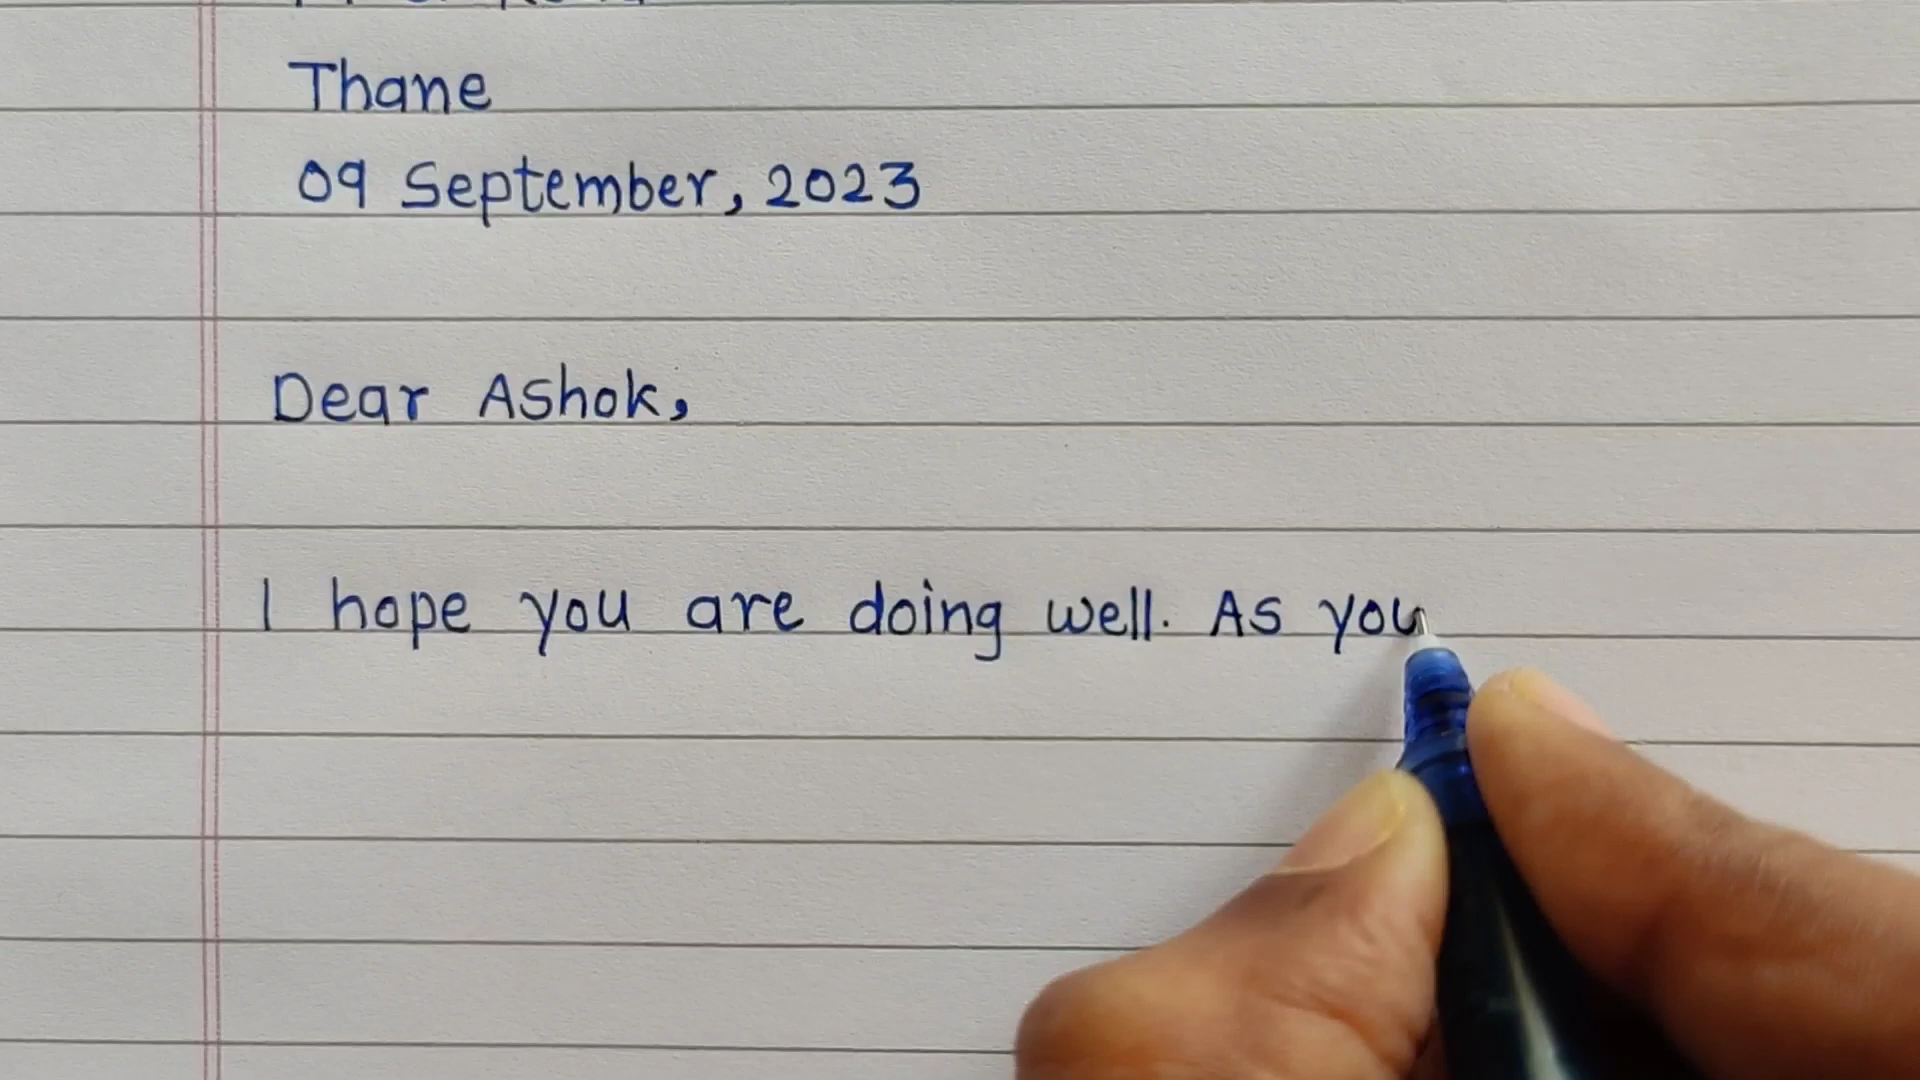 Thane
09 September, 2023
Dear Ashok,
I hope you are doing well. As you